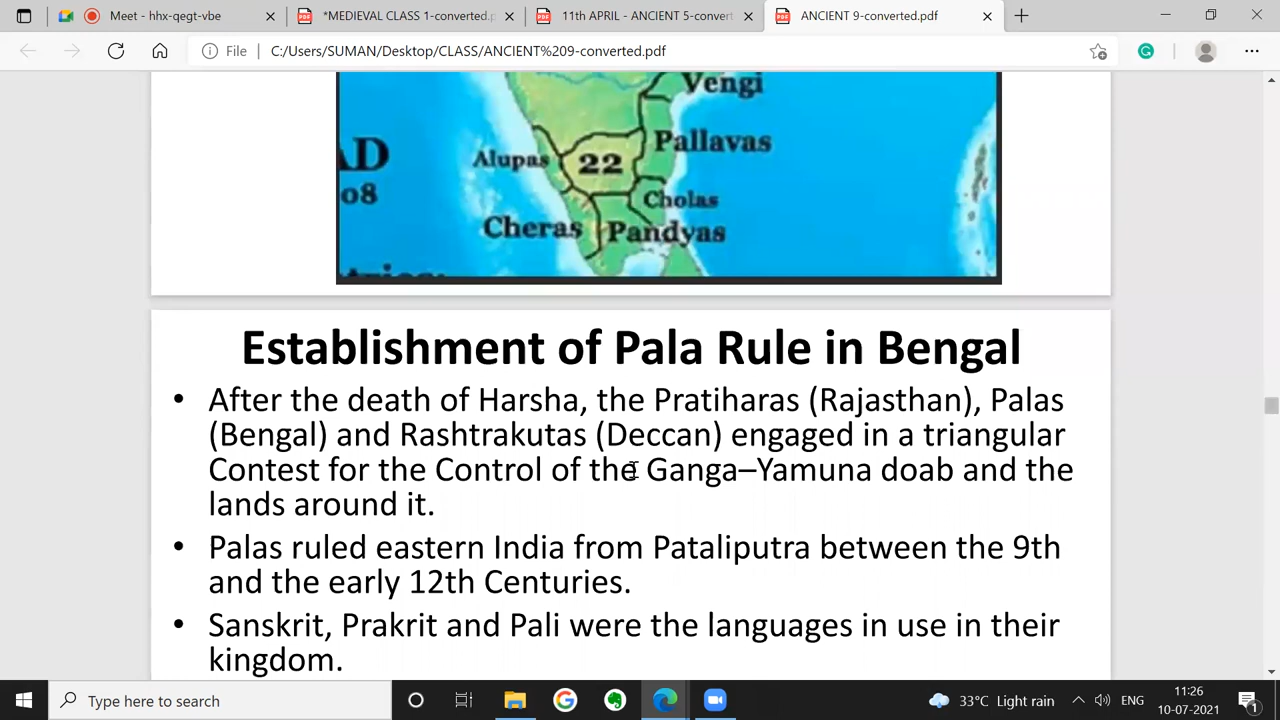 Meet - hhx-qegt-vbe
*MEDIEVAL CLASS 1-converted.p
11th APRIL - ANCIENT 5-convert
ANCIENT 9-converted.pdf
File
C:/Users/SUMAN/Desktop/CLASS/ANCIENT%209-converted.pdf
Vengi
AD
Pallavas
Alupas
22
08
Cholas
Cheras
Pandyas
Establishment of Pala Rule in Bengal
• After the death of Harsha, the Pratiharas (Rajasthan), Palas
(Bengal) and Rashtrakutas (Deccan) engaged in a triangular
Contest for the Control of the Ganga–Yamuna doab and the
lands around it.
• Palas ruled eastern India from Pataliputra between the 9th
and the early 12th Centuries.
• Sanskrit, Prakrit and Pali were the languages in use in their
kingdom.
Type here to search
33°C Light rain
ENG
11:26
10-07-2021
1